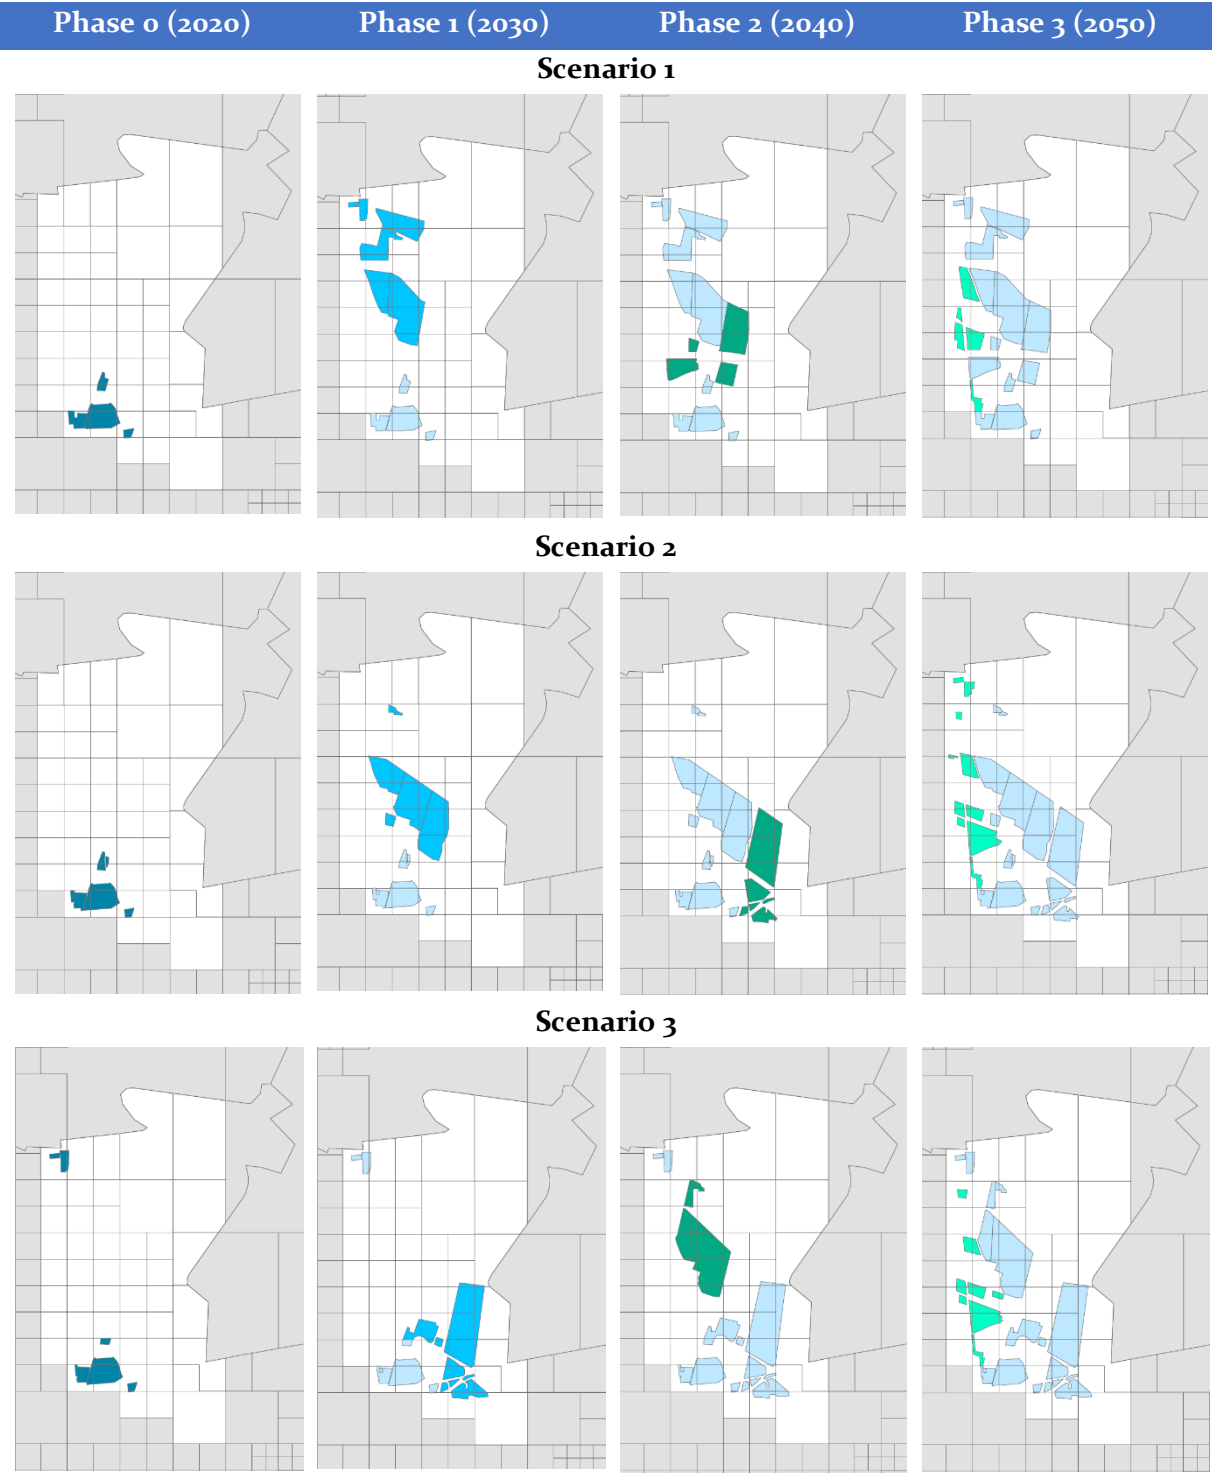 Phase 0 (2020) Phase 1 (2030) Phase 2 (2040) Phase 3 (2050)
Scenario 1
Scenario 2
Scenario 3